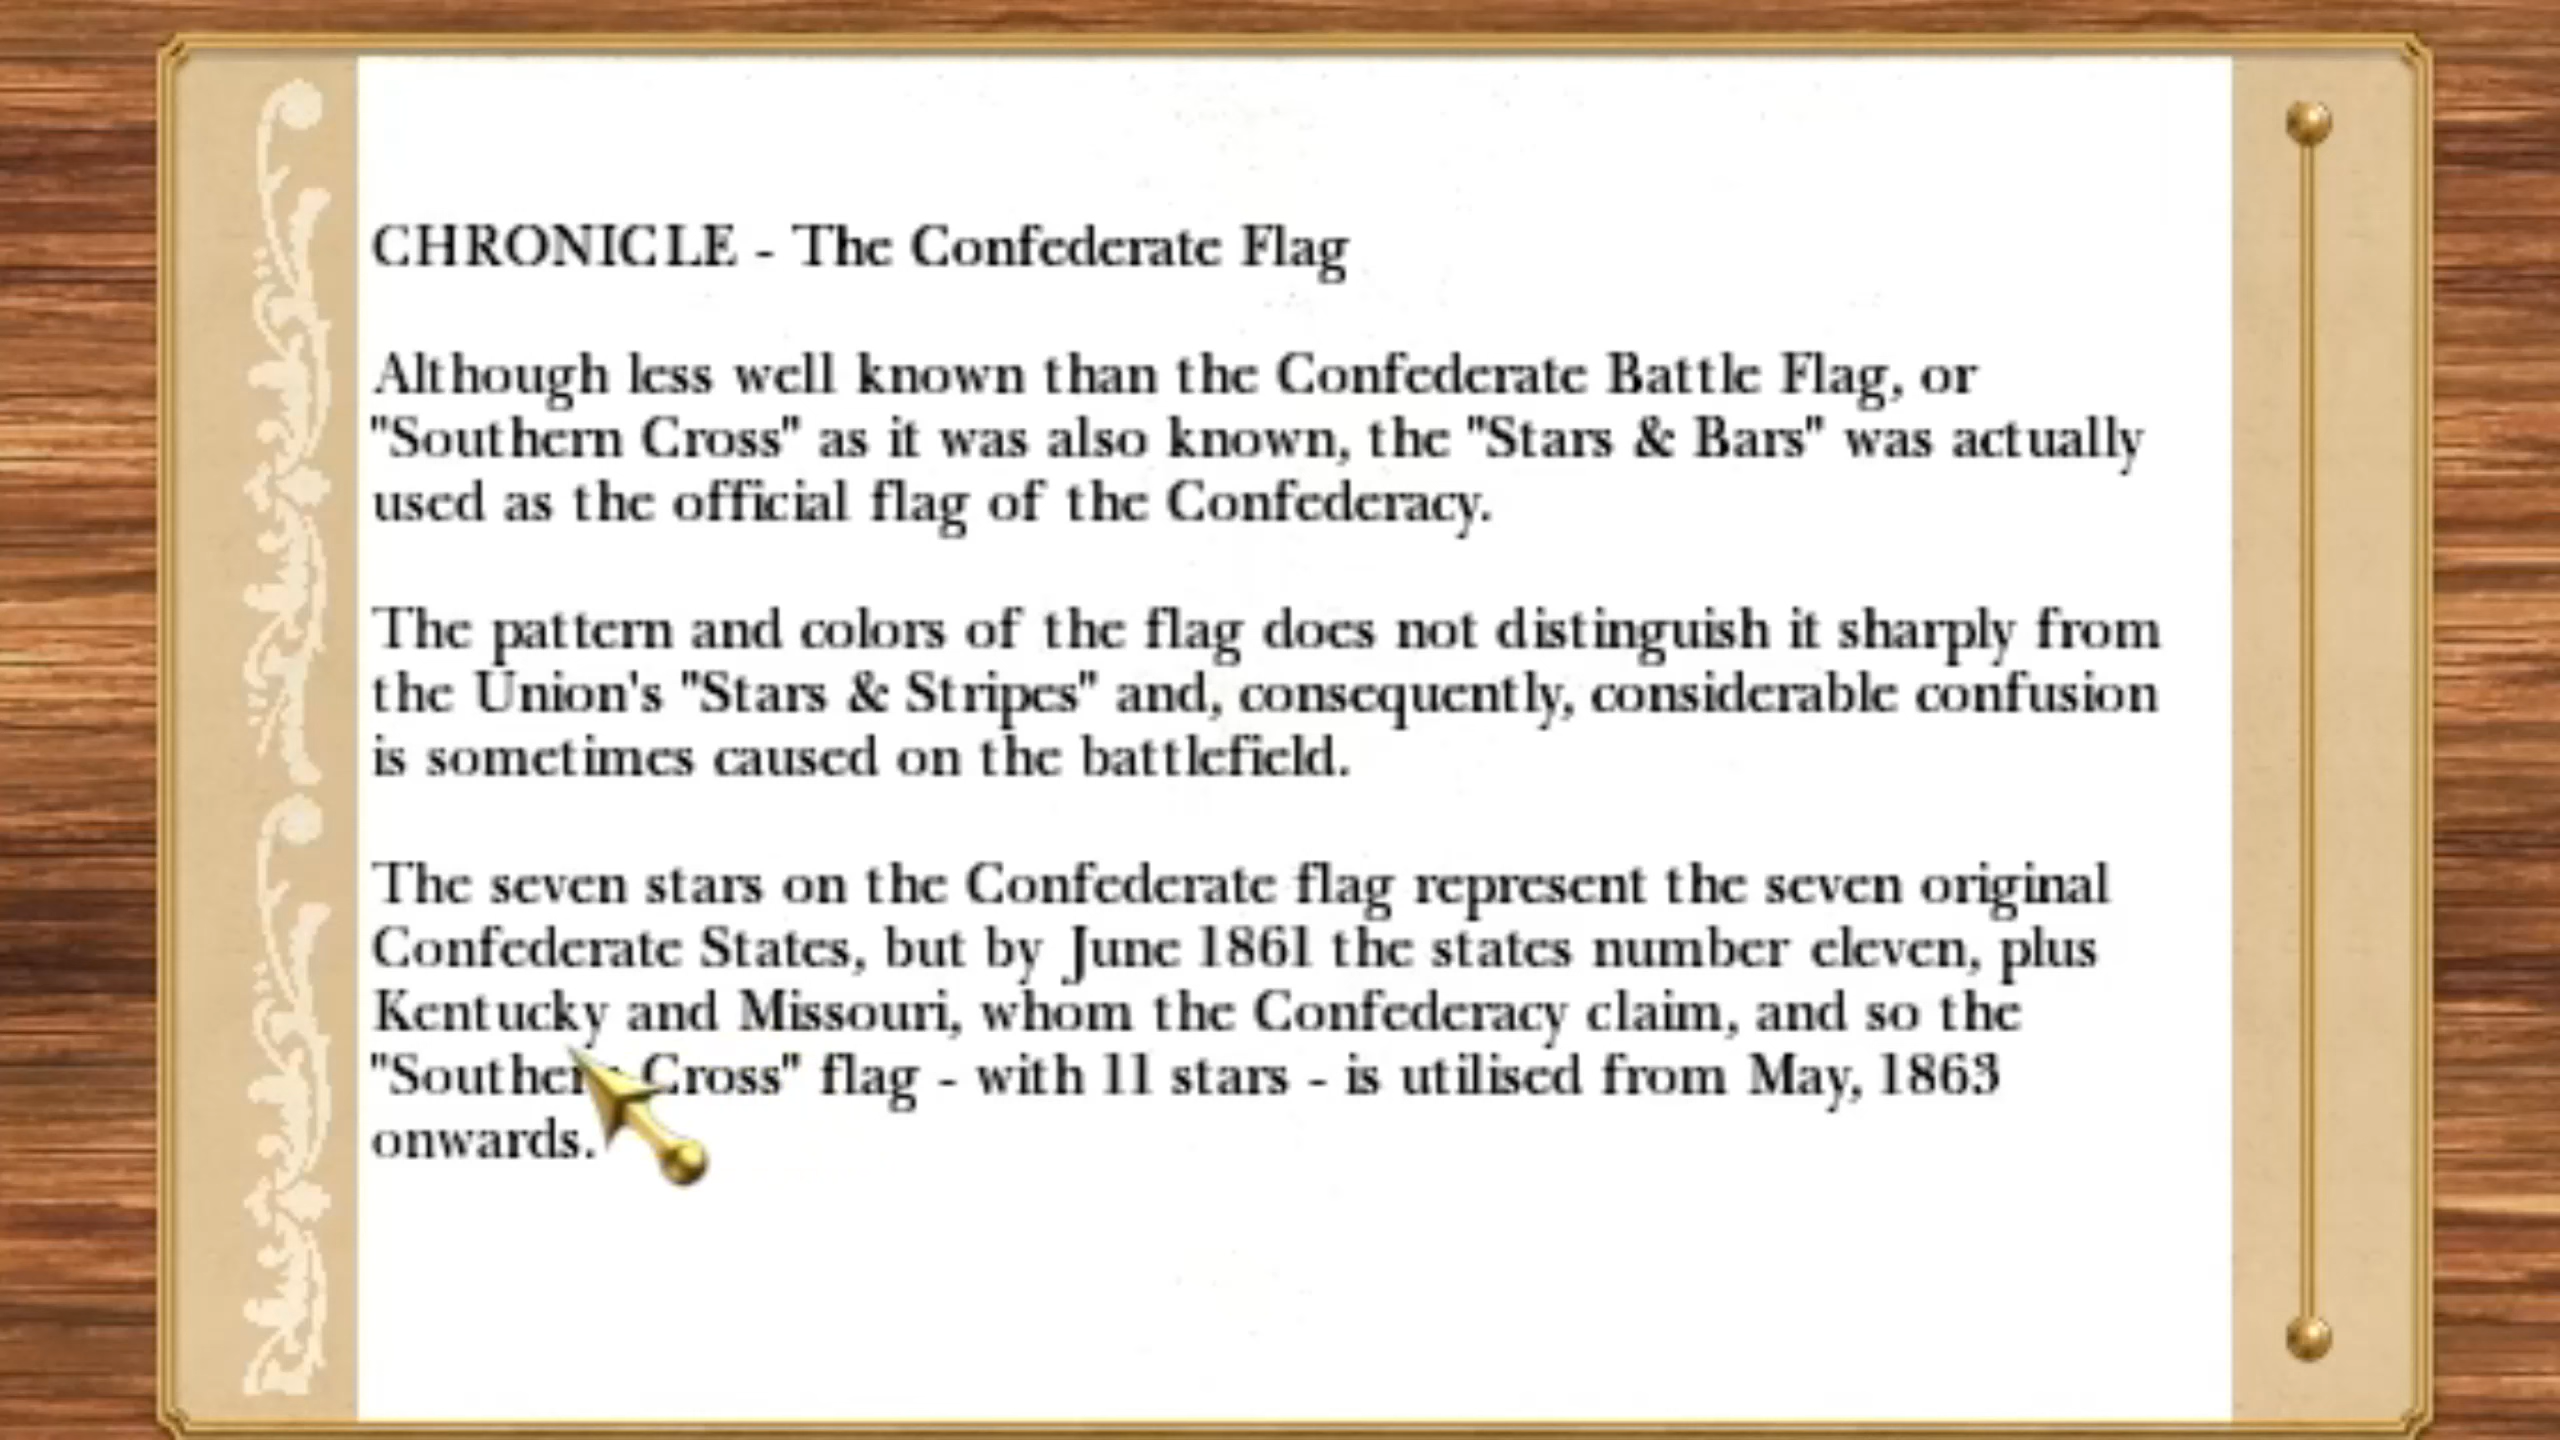 CHRONICLE - The Confederate Flag
Although less well known than the Confederate Battle Flag, or
"Southern Cross" as it was also known, the "Stars & Bars" was actually
used as the official flag of the Confederacy.
The pattern and colors of the flag does not distinguish it sharply from
the Union's "Stars & Stripes" and, consequently, considerable confusion
is sometimes caused on the battlefield.
The seven stars on the Confederate flag represent the seven original
Confederate States, but by June 1861 the states number eleven, plus
Kentucky and Missouri, whom the Confederacy claim, and so the
"Southern Cross" flag - with 11 stars - is utilised from May, 1863
onwards.